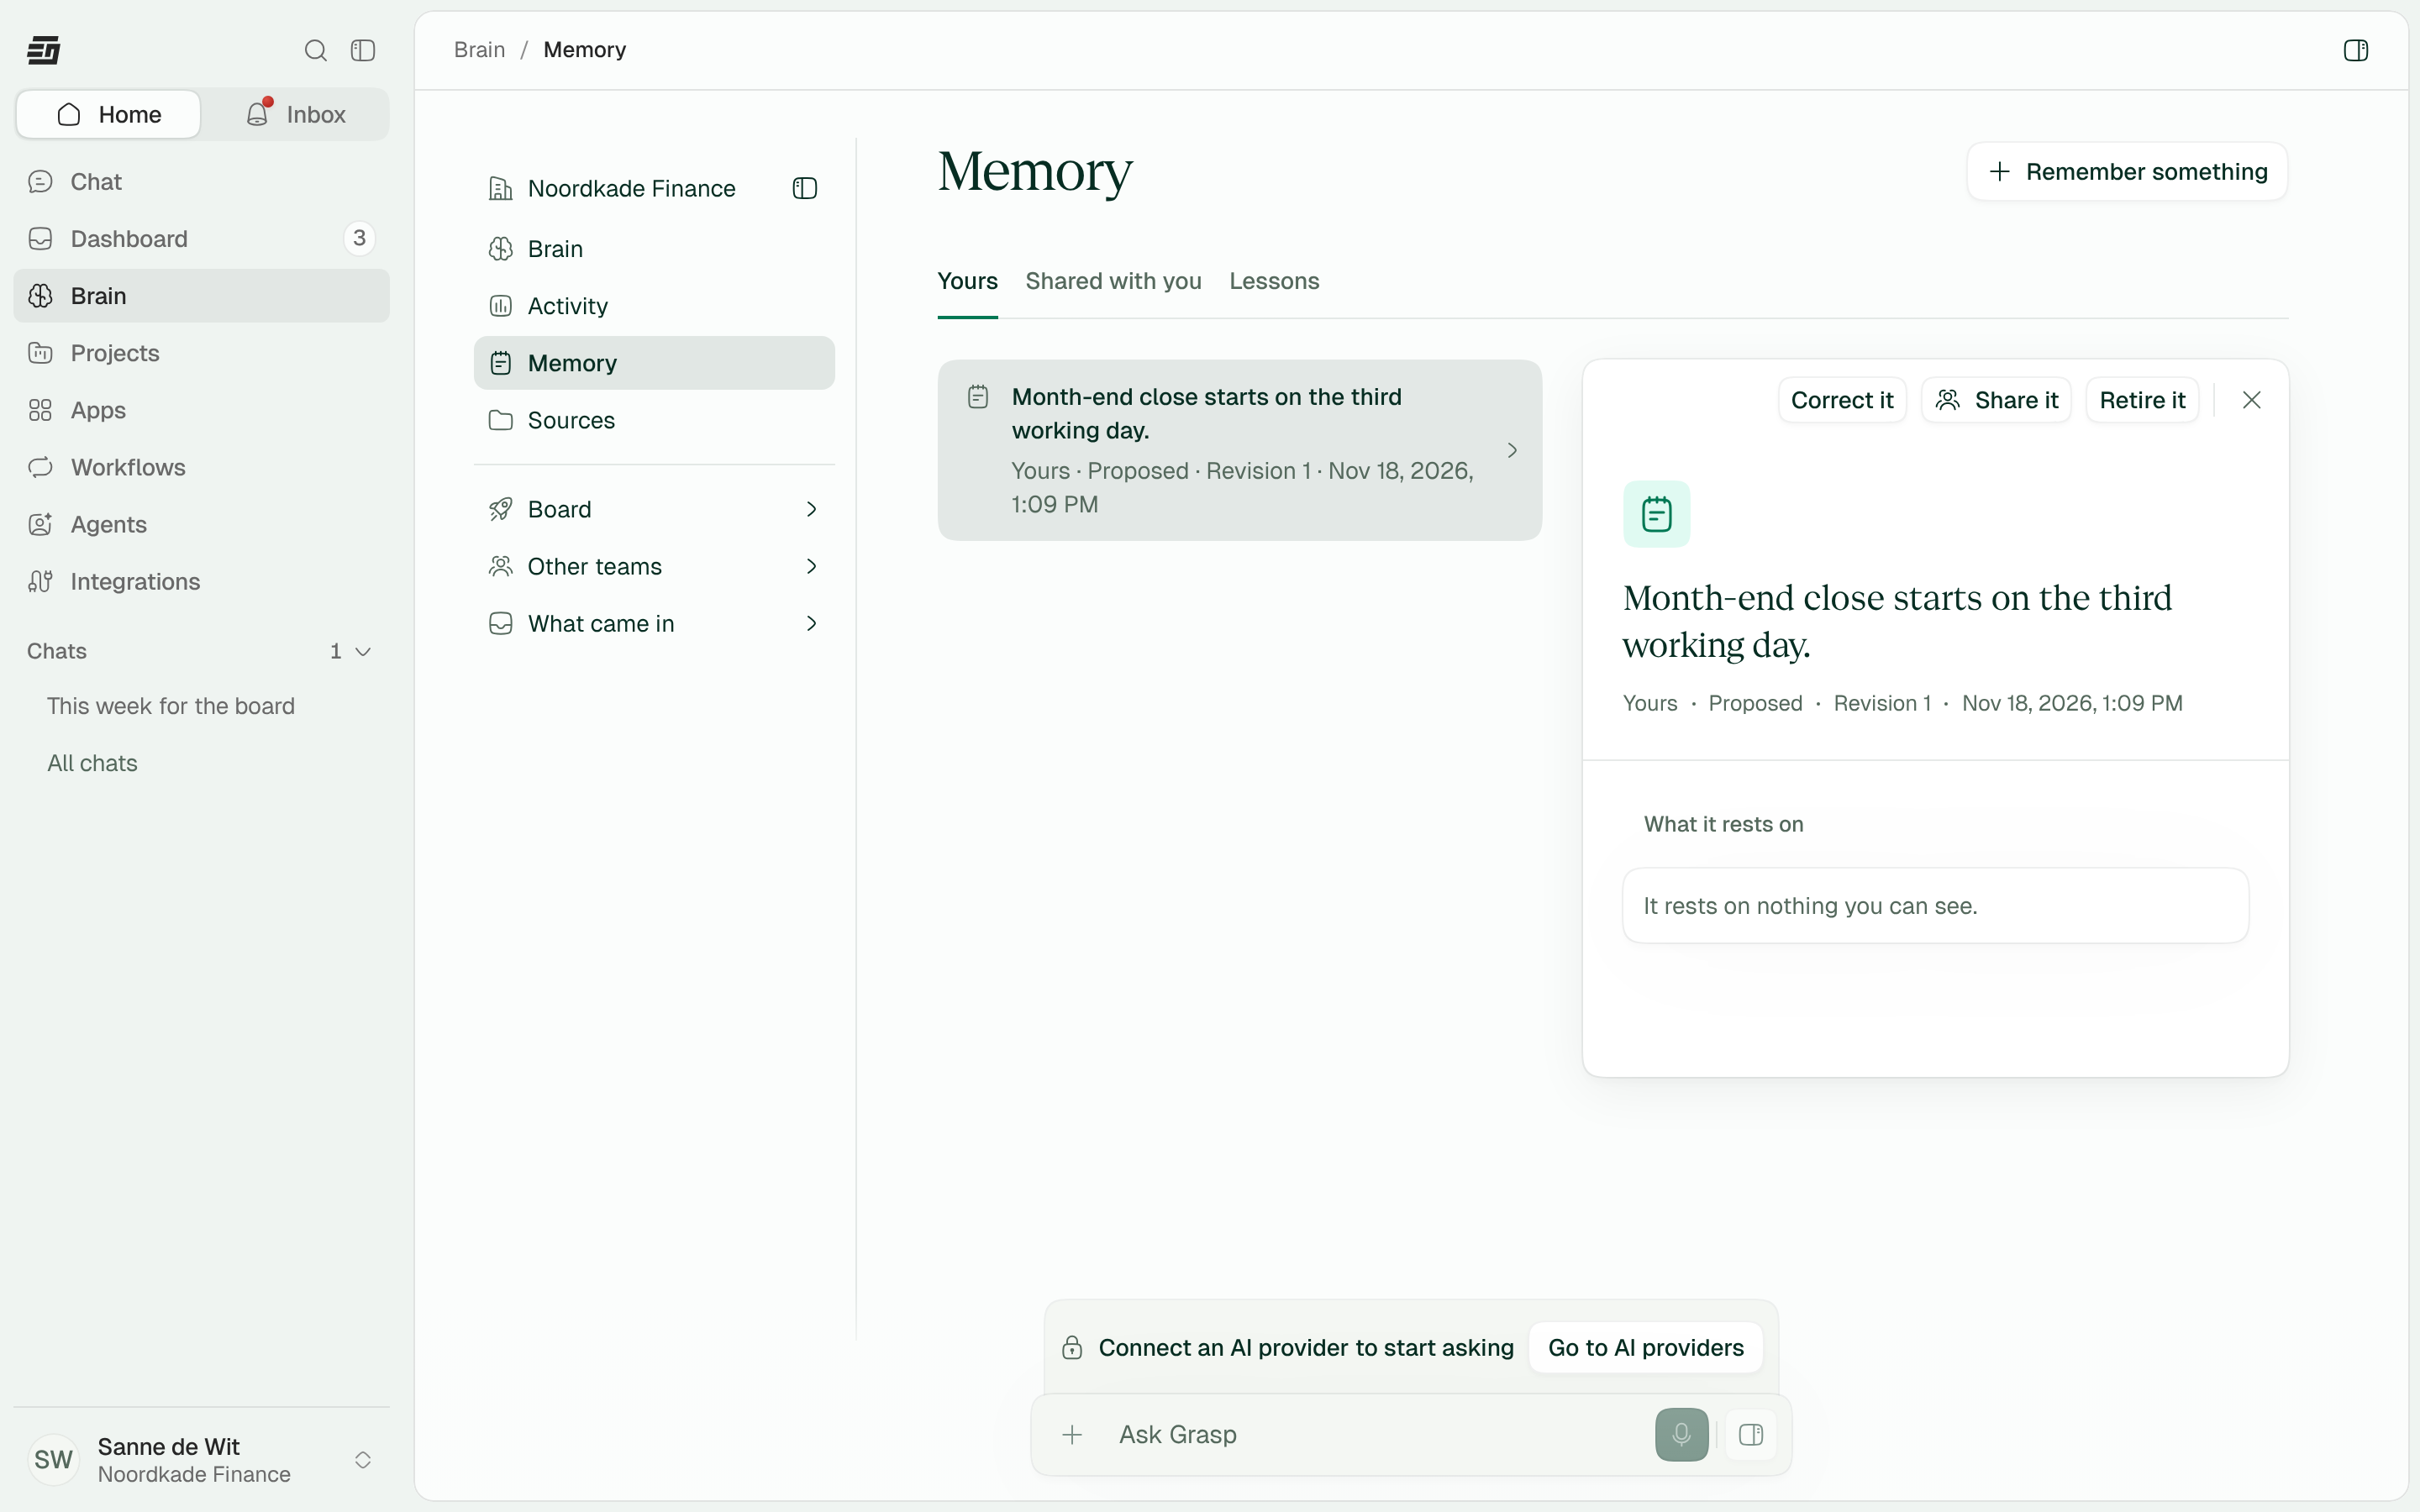 Home
Inbox
Chat
Dashboard
3
Brain
Projects
Apps
Workflows
Agents
Integrations
Chats
1
This week for the board
All chats
SW
Sanne de Wit
Noordkade Finance
Brain / Memory
Noordkade Finance
Brain
Activity
Memory
Sources
Board
Other teams
What came in
Memory
Remember something
Yours
Shared with you
Lessons
Month-end close starts on the third
working day.
Yours · Proposed · Revision 1 · Nov 18, 2026,
1:09 PM
Correct it
Share it
Retire it
Month-end close starts on the third
working day.
Yours · Proposed · Revision 1 · Nov 18, 2026, 1:09 PM
What it rests on
It rests on nothing you can see.
Connect an AI provider to start asking
Go to AI providers
Ask Grasp